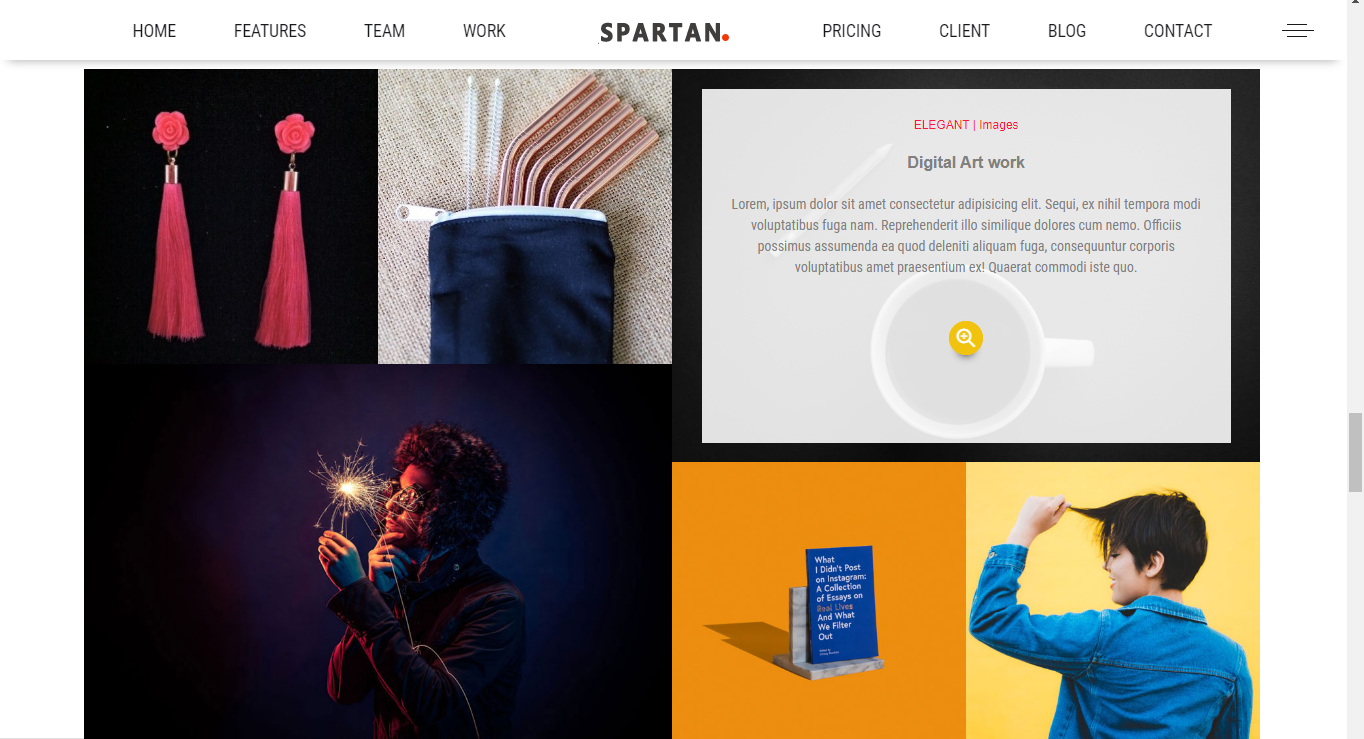 HOME FEATURES TEAM WORK SPARTAN. PRICING CLIENT BLOG CONTACT
ELEGANT | Images
Digital Art work
Lorem, ipsum dolor sit amet consectetur adipisicing elit. Sequi, ex nihil tempora modi
voluptatibus fuga nam. Reprehenderit illo similique dolores cum nemo. Officiis
possimus assumenda ea quod deleniti aliquam fuga, consequuntur corporis
voluptatibus amet praesentium ex! Quaerat commodi iste quo.
What
I Didn't Post
on Instagram:
A Collection
of Essays on
Real Lives
And What
We Filter
Out